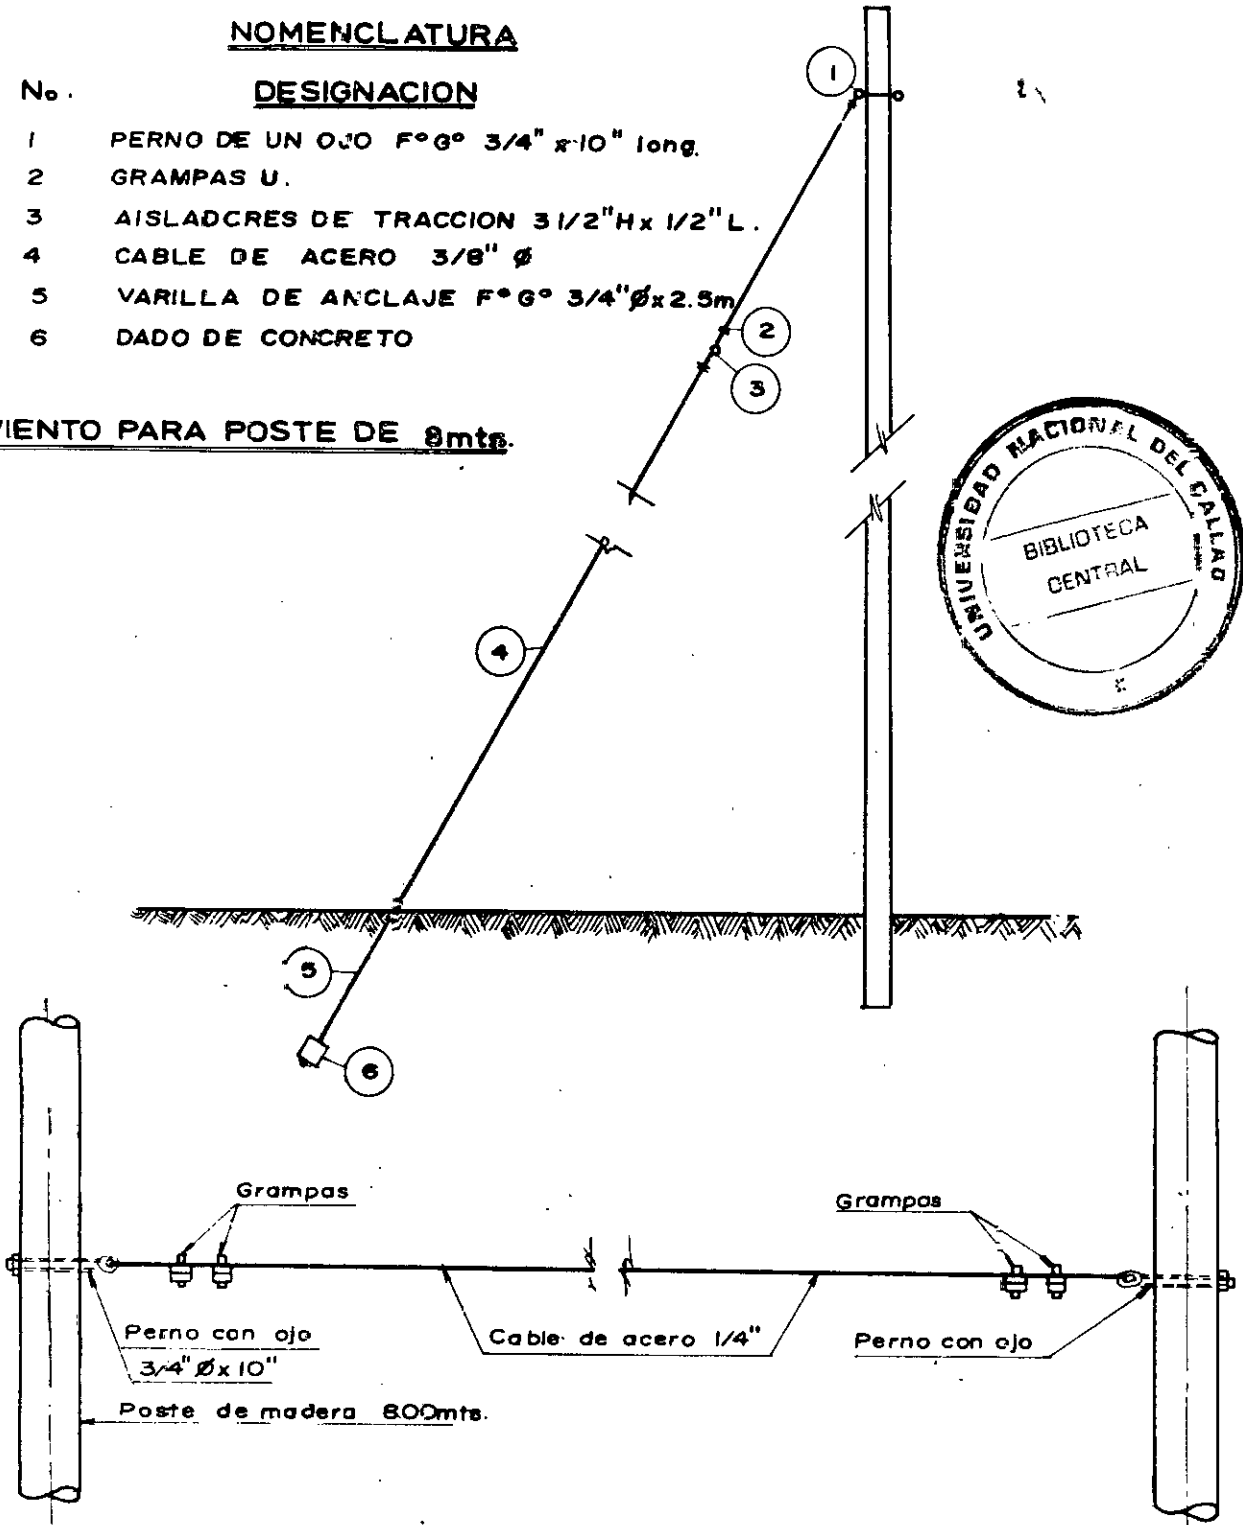 NOMENCLATURA
No. DESIGNACION
1 PERNO DE UN OJO F°G° 3/4" x 10" long.
2 GRAMPAS U.
3 AISLADORES DE TRACCION 3 1/2"H x 1/2" L.
4 CABLE DE ACERO 3/8" Ø
5 VARILLA DE ANCLAJE F°G° 3/4"Ø x 2.5m
6 DADO DE CONCRETO
IENTO PARA POSTE DE 8mts.
1
2
3
4
5
6
UNIVERSIDAD NACIONAL DEL CALLAO
BIBLIOTECA
CENTRAL
Grampas
Grampas
Perno con ojo
3/4" Ø x 10"
Cable de acero 1/4"
Perno con ojo
Poste de madera 8.00mts.